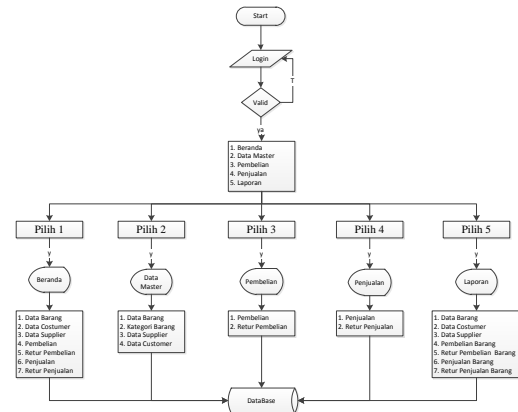 Start
Login
T
Valid
ya
1. Beranda
2. Data Master
3. Pembelian
4. Penjualan
5. Laporan
Pilih 1
Pilih 2
Pilih 3
Pilih 4
Pilih 5
y
y
y
y
y
Beranda
Data
Master
Pembelian
Penjualan
Laporan
1. Data Barang
2. Data Costumer
3. Data Supplier
4. Pembelian
5. Retur Pembelian
6. Penjualan
7. Retur Penjualan
1. Data Barang
2. Kategori Barang
3. Data Supplier
4. Data Customer
1. Pembelian
2. Retur Pembelian
1. Penjualan
2. Retur Penjualan
1. Data Barang
2. Data Costumer
3. Data Supplier
4. Pembelian Barang
5. Retur Pembelian Barang
6. Penjualan Barang
7. Retur Penjualan Barang
DataBase